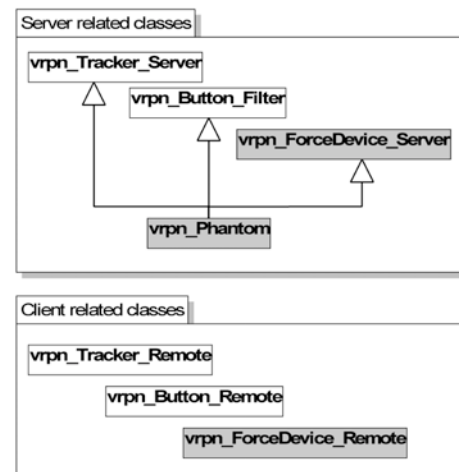 Server related classes
vrpn_Tracker_Server
vrpn_Button_Filter
vrpn_ForceDevice_Server
vrpn_Phantom
Client related classes
vrpn_Tracker_Remote
vrpn_Button_Remote
vrpn_ForceDevice_Remote